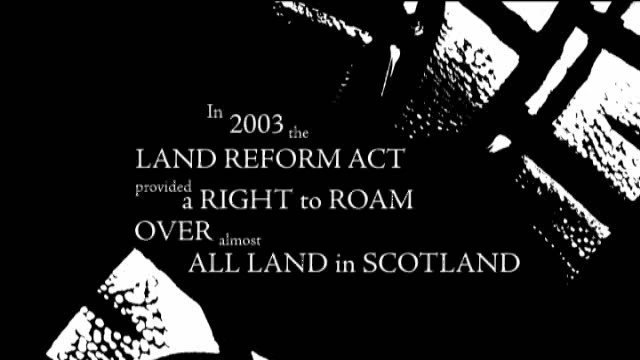 In 2003 the
LAND REFORM ACT
provided a RIGHT to ROAM
OVER almost
ALL LAND in SCOTLAND